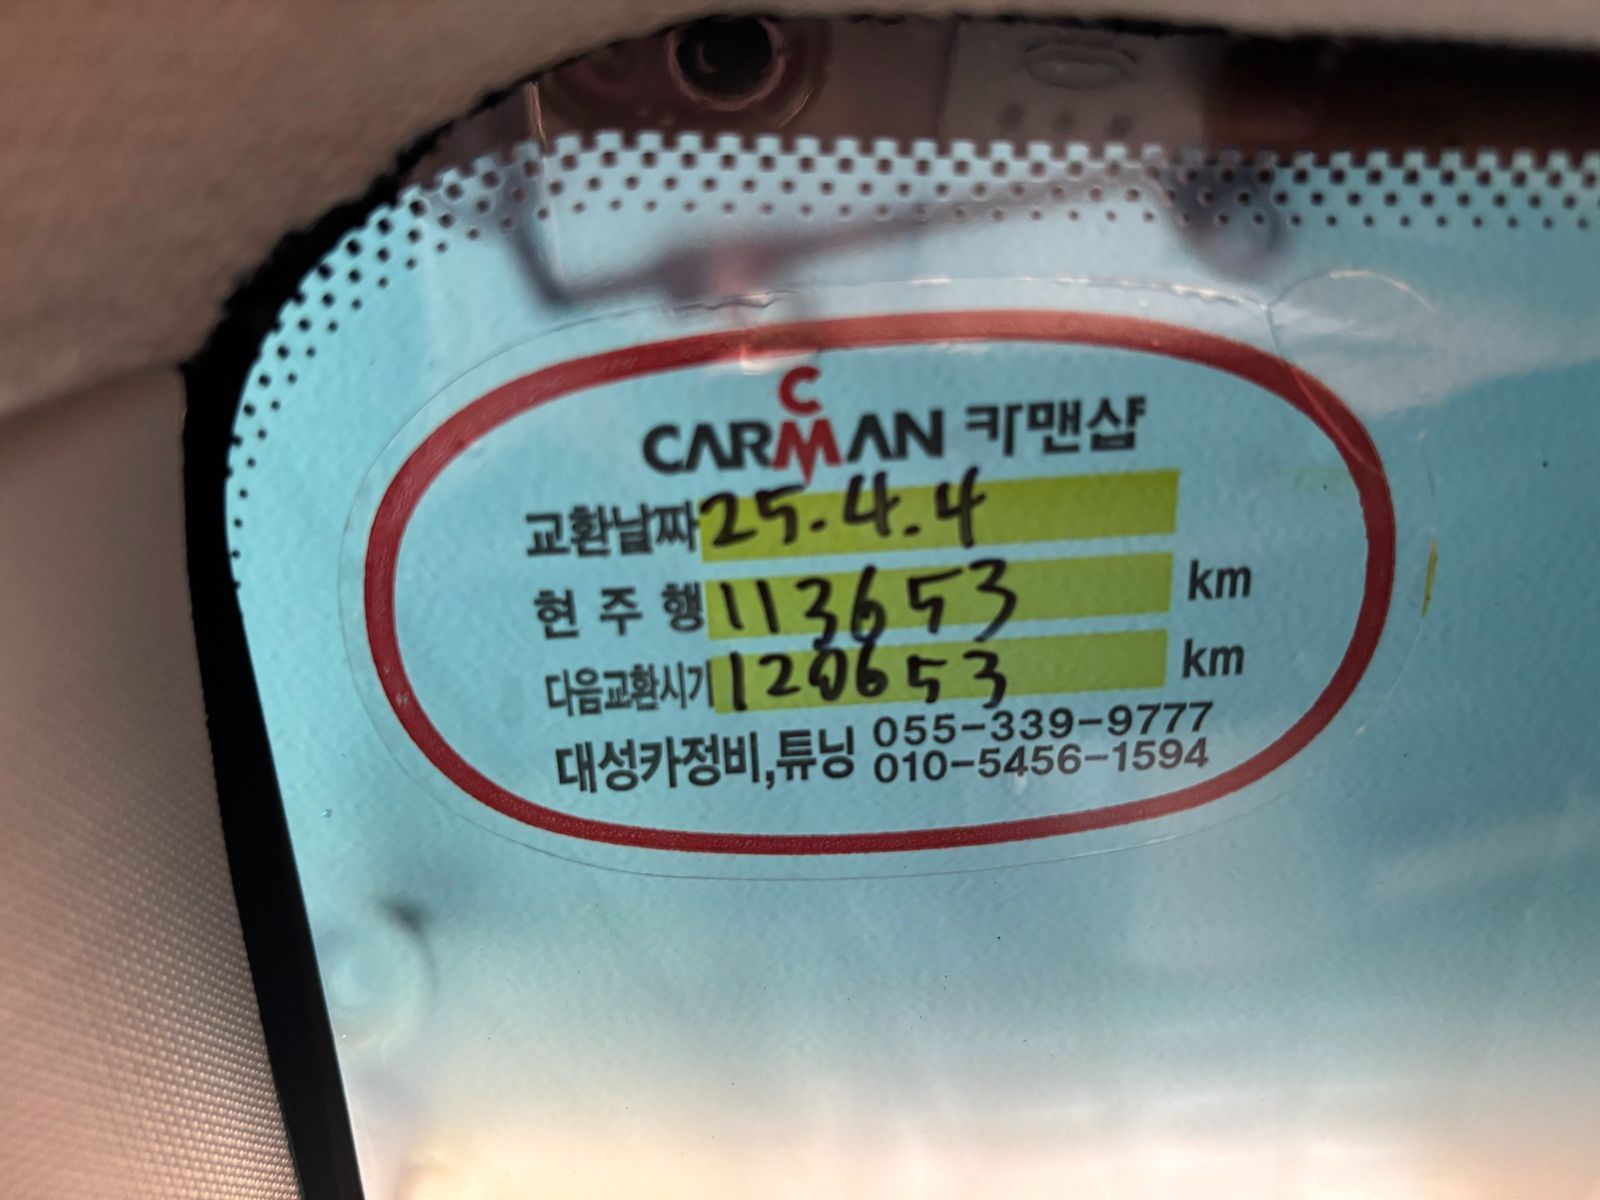 CARMAN 카맨샵
교환날짜 25.4.4
현 주 행 113653 km
다음교환시기 120653 km
대성카정비,튜닝 055-339-9777
010-5456-1594